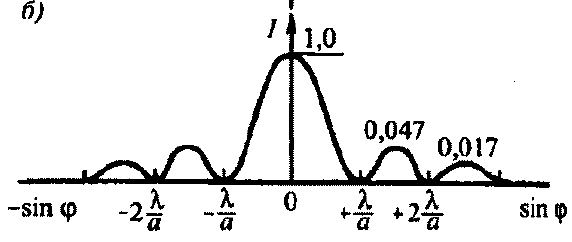 б)
I
1,0
0,047
0,017
−sin φ
-2 λ/a
- λ/a
0
+ λ/a
+2 λ/a
sin φ